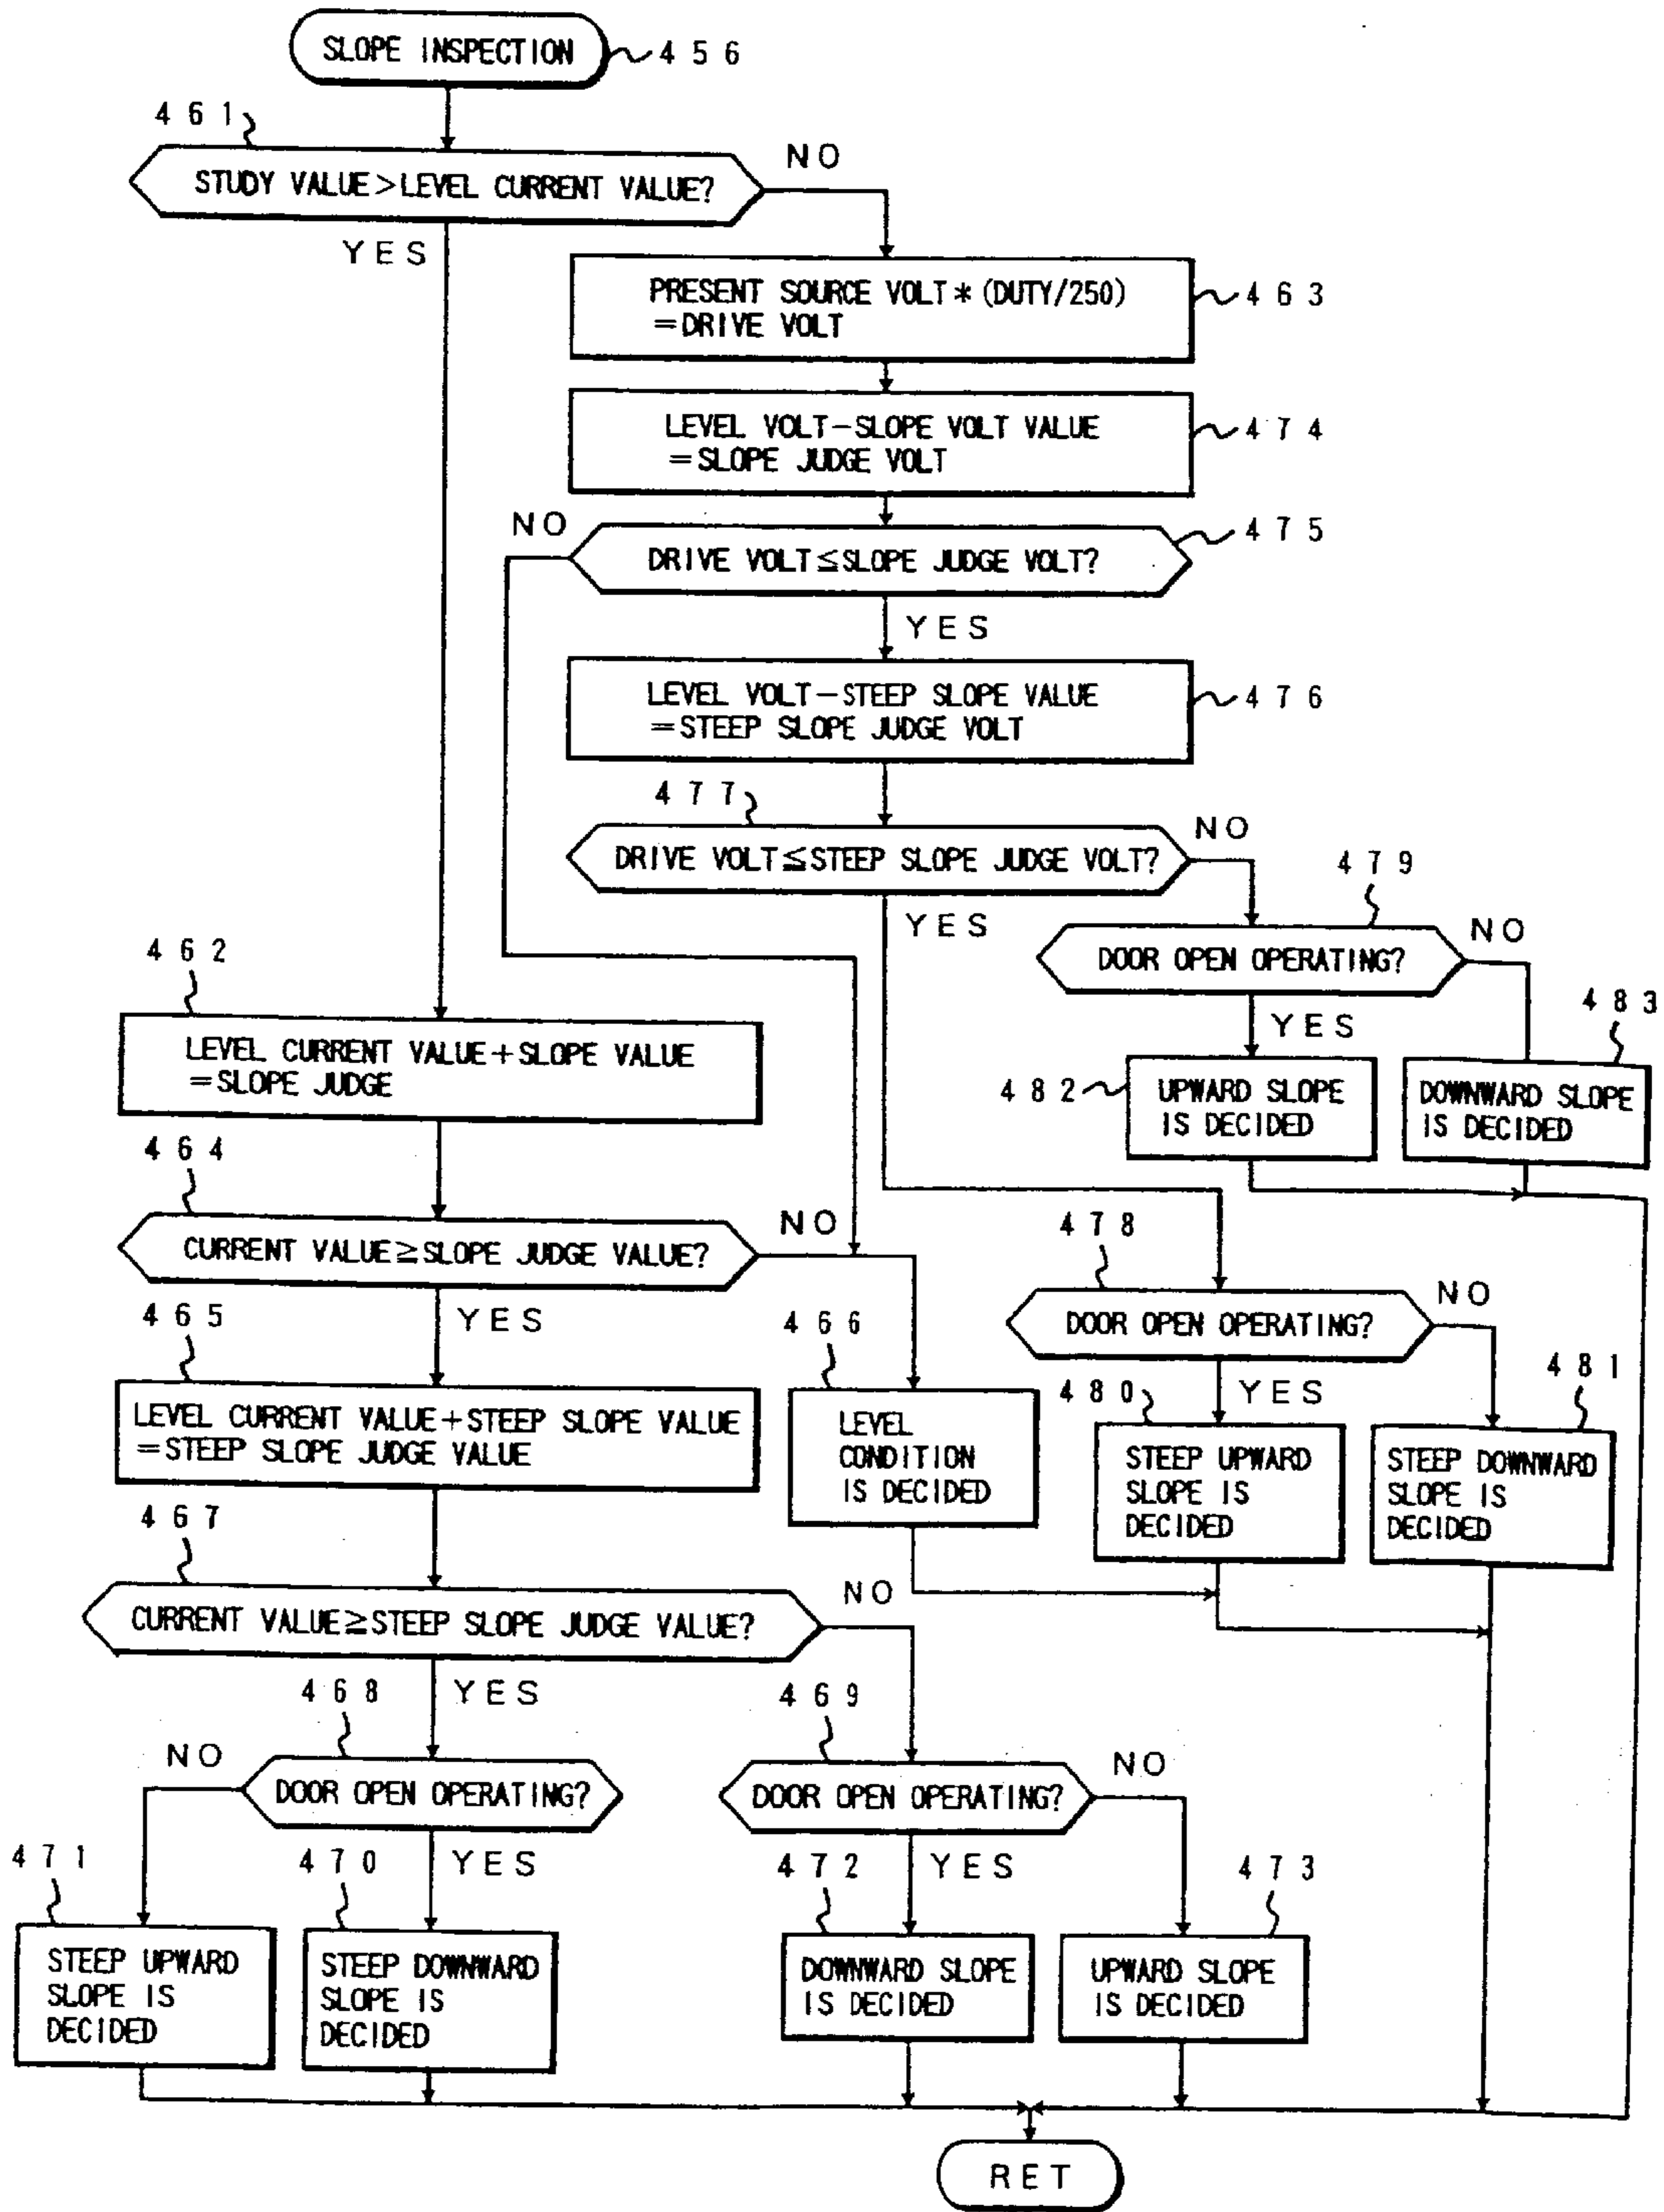 SLOPE INSPECTION
456
461
STUDY VALUE>LEVEL CURRENT VALUE?
NO
YES
PRESENT SOURCE VOLT*(DUTY/250)
=DRIVE VOLT
463
LEVEL VOLT-SLOPE VOLT VALUE
=SLOPE JUDGE VOLT
474
NO
DRIVE VOLT≦SLOPE JUDGE VOLT?
475
YES
LEVEL VOLT-STEEP SLOPE VALUE
=STEEP SLOPE JUDGE VOLT
476
477
DRIVE VOLT≦STEEP SLOPE JUDGE VOLT?
NO
YES
479
DOOR OPEN OPERATING?
NO
YES
462
LEVEL CURRENT VALUE+SLOPE VALUE
=SLOPE JUDGE
482
UPWARD SLOPE
IS DECIDED
483
DOWNWARD SLOPE
IS DECIDED
464
CURRENT VALUE≧SLOPE JUDGE VALUE?
NO
YES
478
DOOR OPEN OPERATING?
NO
YES
465
LEVEL CURRENT VALUE+STEEP SLOPE VALUE
=STEEP SLOPE JUDGE VALUE
466
LEVEL
CONDITION
IS DECIDED
480
STEEP UPWARD
SLOPE IS
DECIDED
481
STEEP DOWNWARD
SLOPE IS
DECIDED
467
CURRENT VALUE≧STEEP SLOPE JUDGE VALUE?
NO
YES
468
DOOR OPEN OPERATING?
NO
YES
469
DOOR OPEN OPERATING?
NO
YES
471
STEEP UPWARD
SLOPE IS
DECIDED
470
STEEP DOWNWARD
SLOPE IS
DECIDED
472
DOWNWARD SLOPE
IS DECIDED
473
UPWARD SLOPE
IS DECIDED
RET